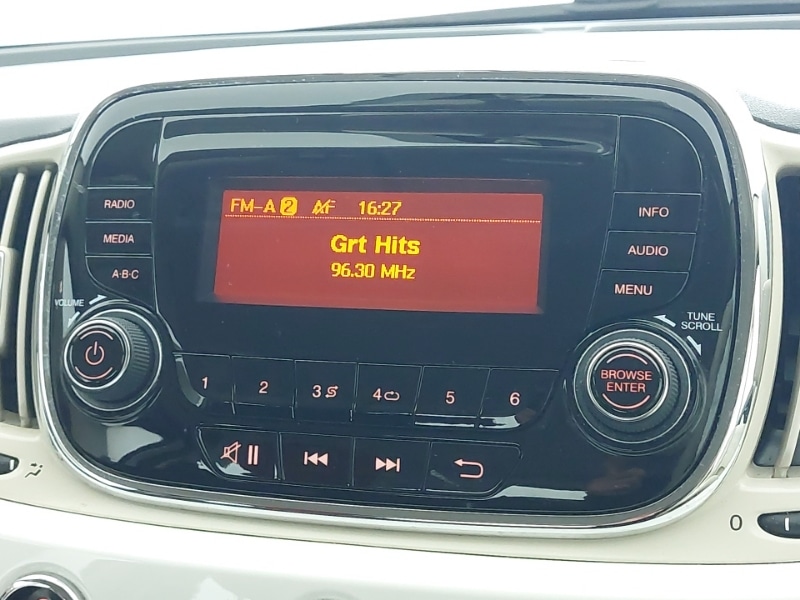 FM-A 2 AF 16:27
Grt Hits
96.30 MHz
RADIO
MEDIA
A·B·C
VOLUME
INFO
AUDIO
MENU
TUNE
SCROLL
BROWSE
ENTER
1 2 3 4 5 6
0